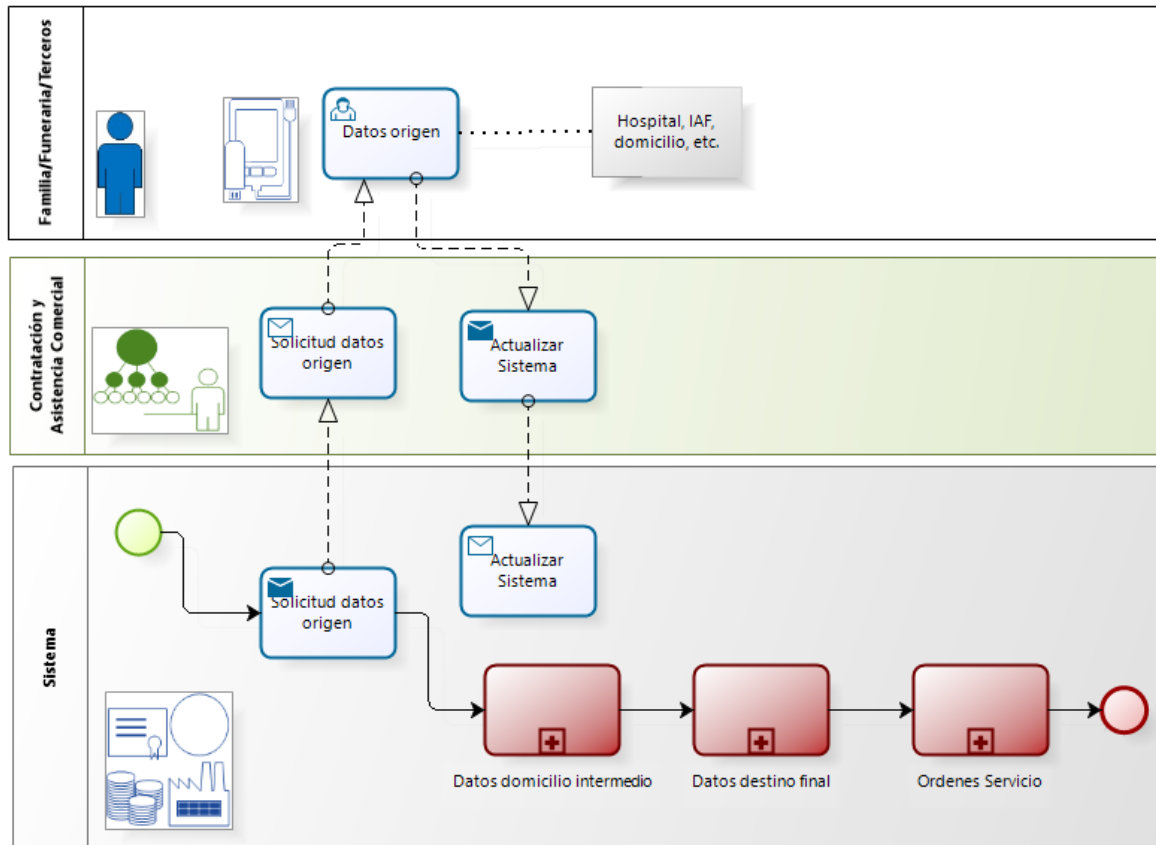 Familia/Funeraria/Terceros
Datos origen
Hospital, IAF,
domicilio, etc.
Contratación y
Asistencia Comercial
Solicitud datos
origen
Actualizar
Sistema
Sistema
Solicitud datos
origen
Actualizar
Sistema
Datos domicilio intermedio
Datos destino final
Ordenes Servicio